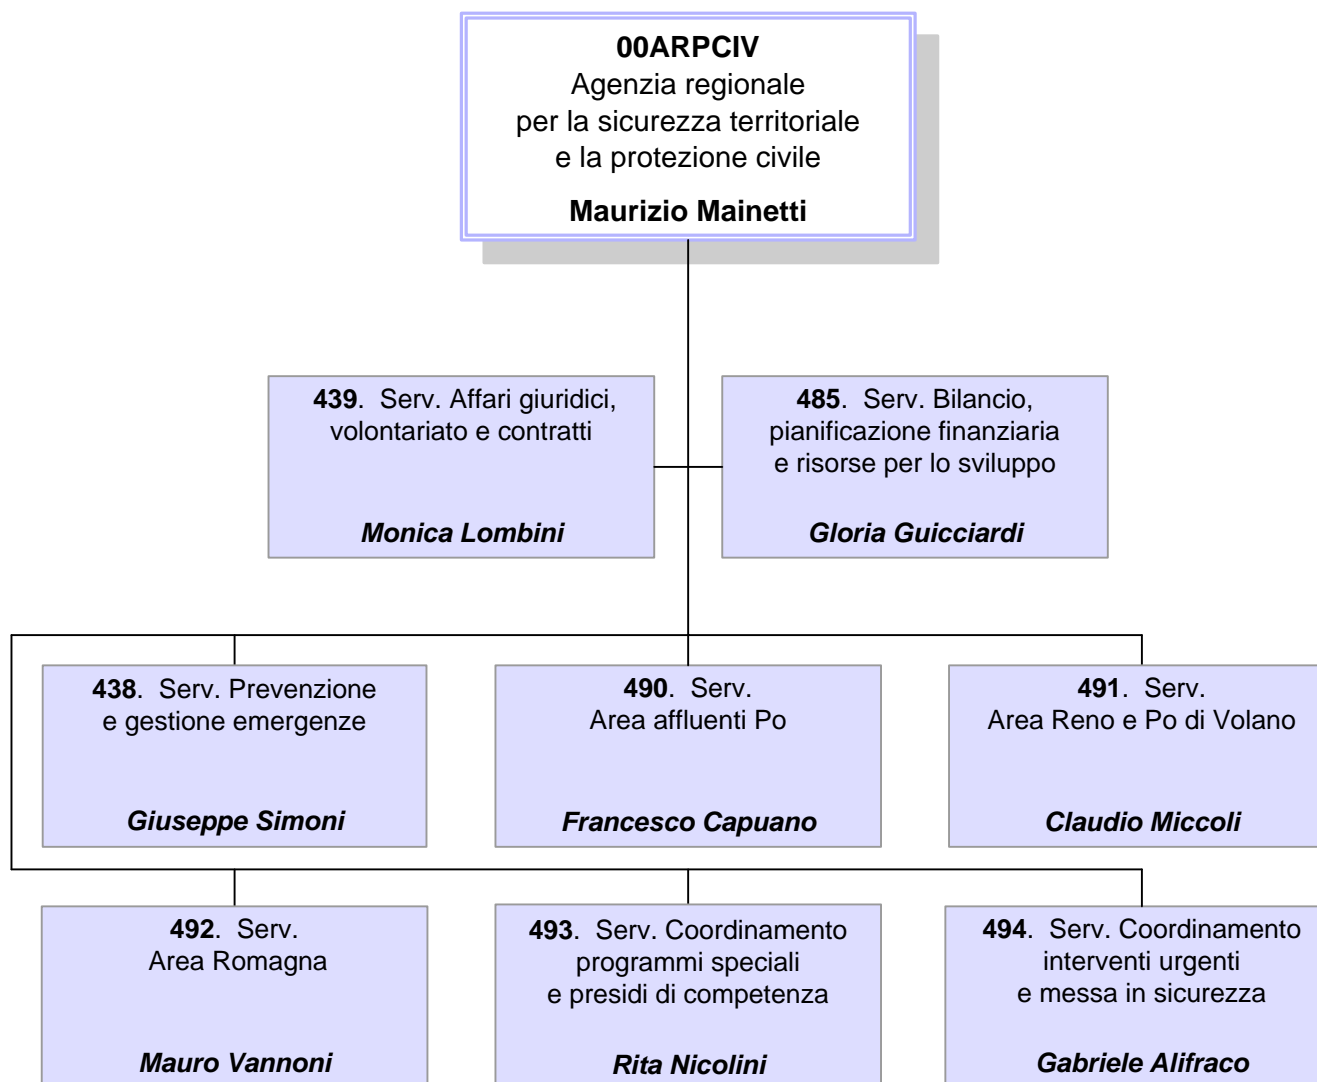 00ARPCIV
Agenzia regionale
per la sicurezza territoriale
e la protezione civile
Maurizio Mainetti
439. Serv. Affari giuridici,
volontariato e contratti
Monica Lombini
485. Serv. Bilancio,
pianificazione finanziaria
e risorse per lo sviluppo
Gloria Guicciardi
438. Serv. Prevenzione
e gestione emergenze
Giuseppe Simoni
490. Serv.
Area affluenti Po
Francesco Capuano
491. Serv.
Area Reno e Po di Volano
Claudio Miccoli
492. Serv.
Area Romagna
Mauro Vannoni
493. Serv. Coordinamento
programmi speciali
e presidi di competenza
Rita Nicolini
494. Serv. Coordinamento
interventi urgenti
e messa in sicurezza
Gabriele Alifraco